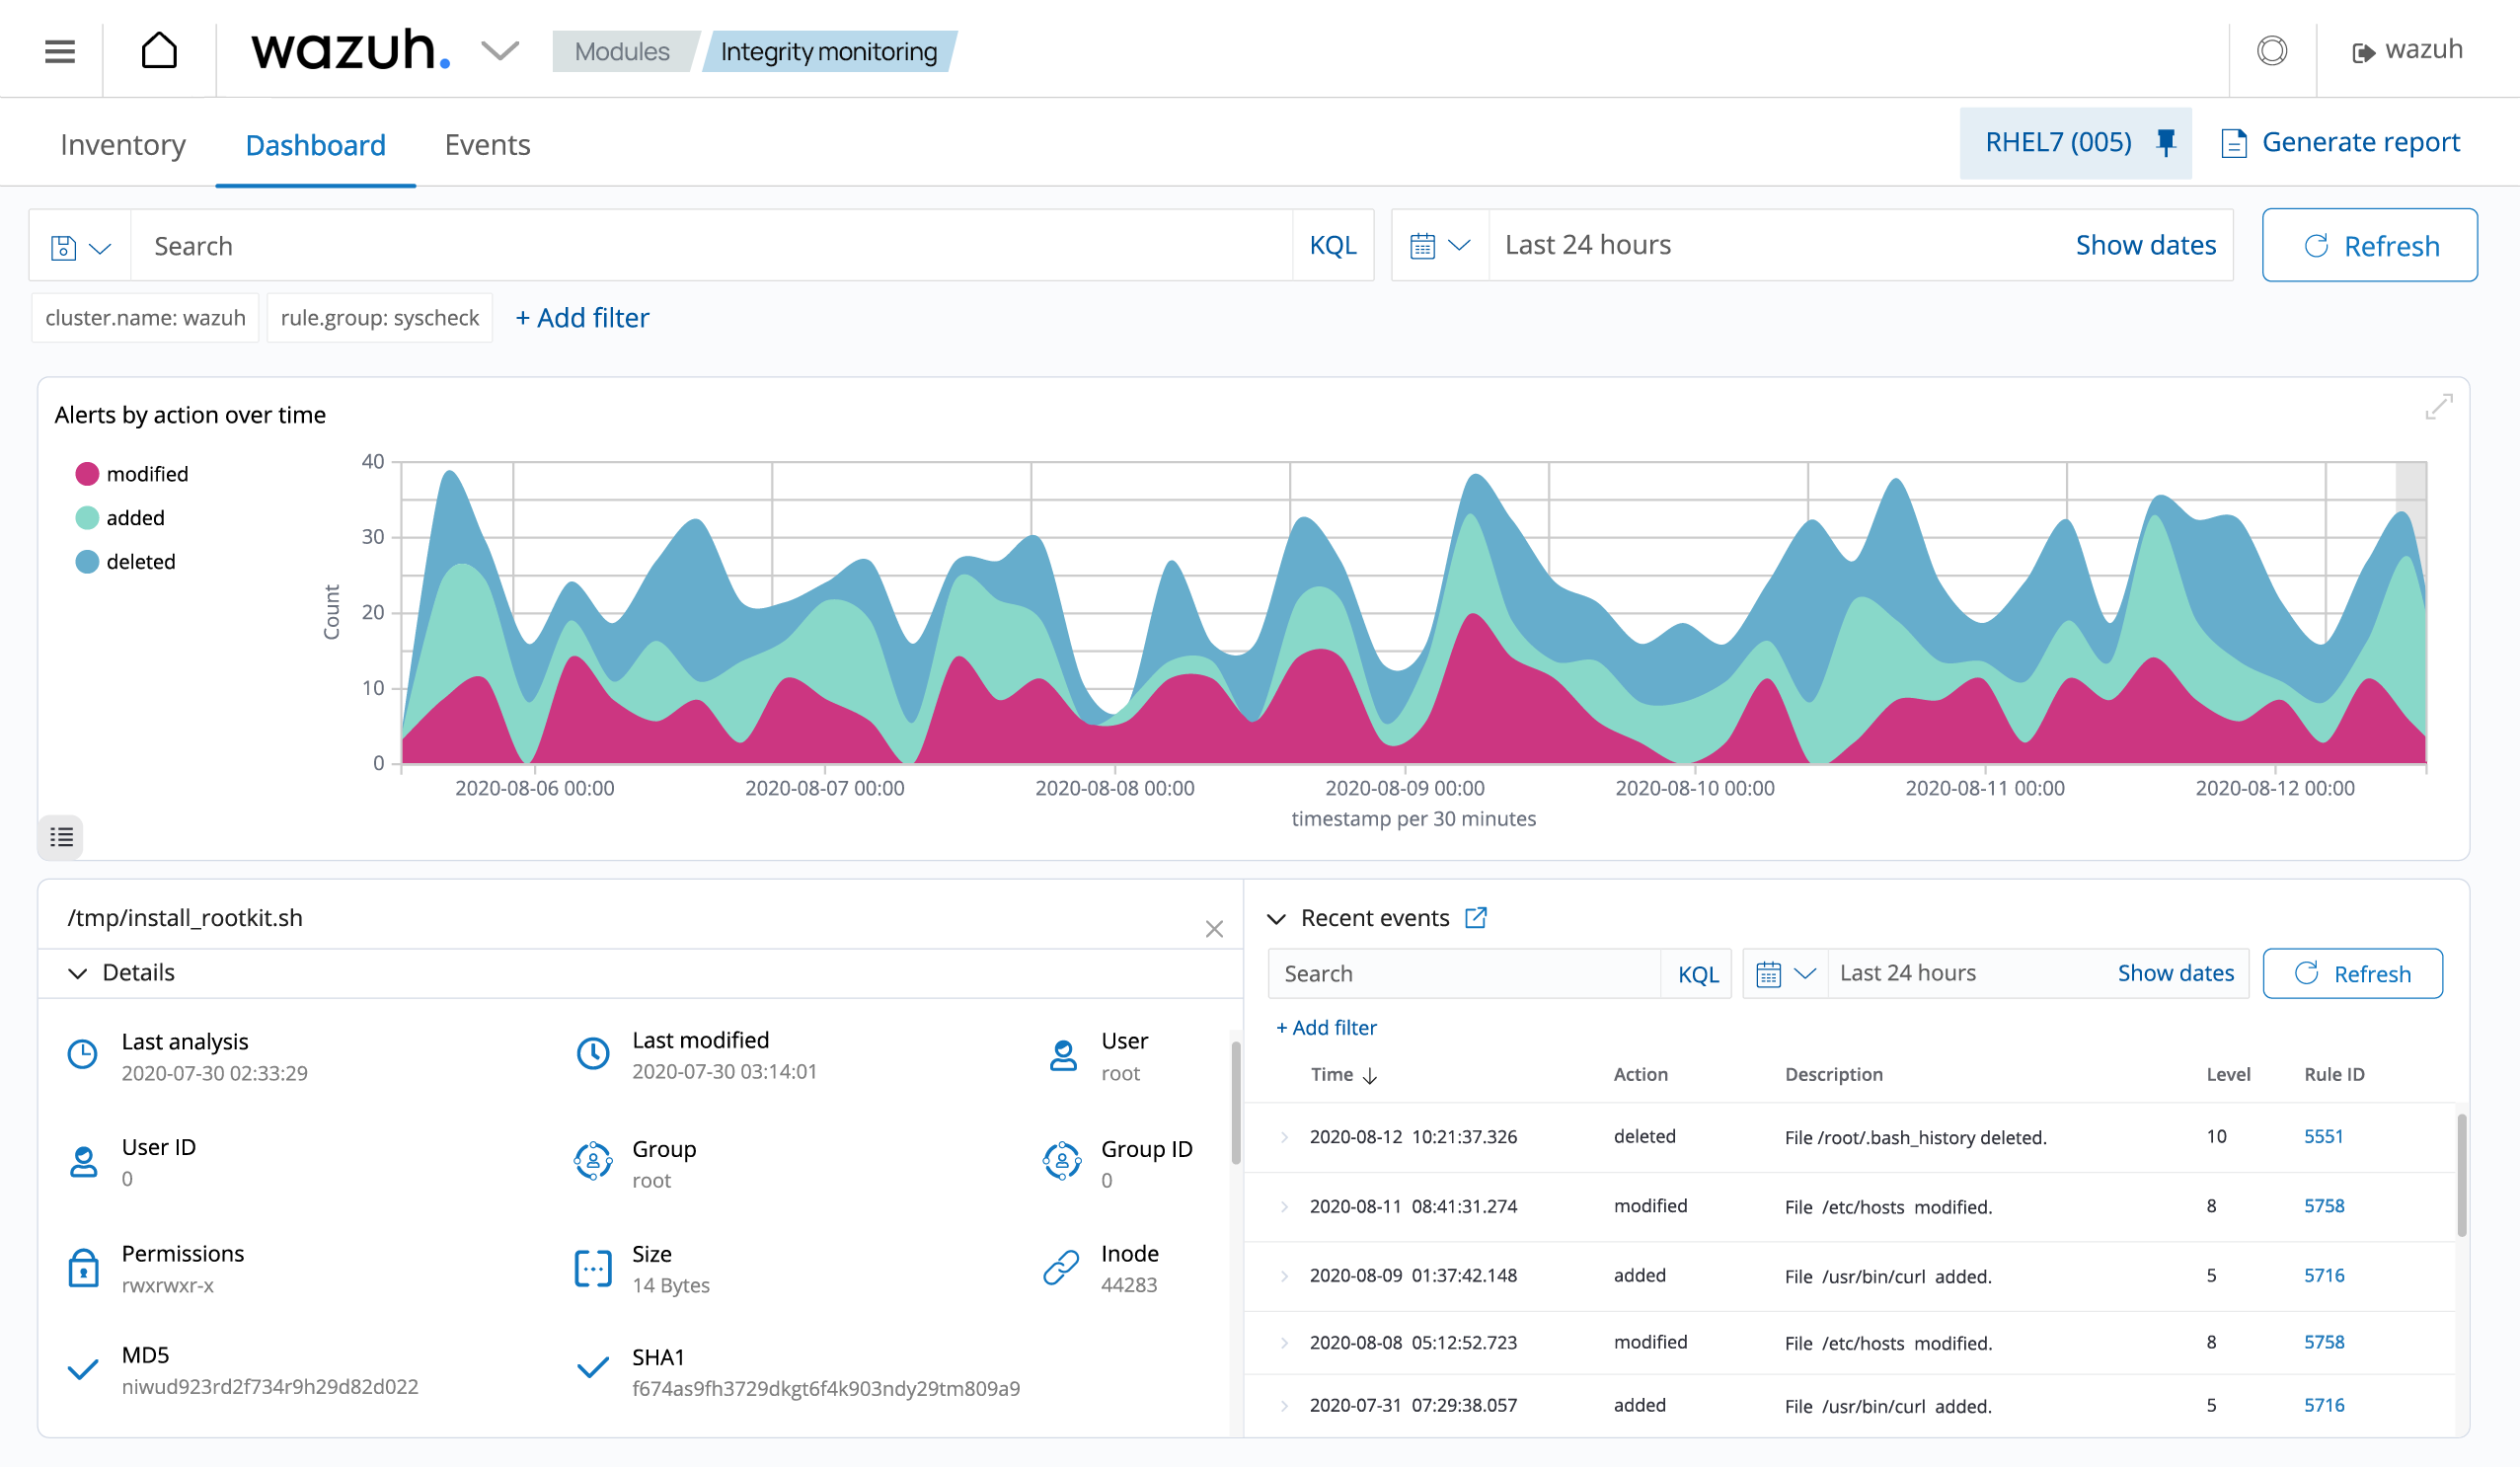 wazuh.
Modules
Integrity monitoring
wazuh
Inventory
Dashboard
Events
RHEL7 (005)
Generate report
Search
KQL
Last 24 hours
Show dates
Refresh
cluster.name: wazuh
rule.group: syscheck
+ Add filter
Alerts by action over time
modified
added
deleted
Count
40
30
20
10
0
2020-08-06 00:00
2020-08-07 00:00
2020-08-08 00:00
2020-08-09 00:00
2020-08-10 00:00
2020-08-11 00:00
2020-08-12 00:00
timestamp per 30 minutes
/tmp/install_rootkit.sh
Details
Last analysis
2020-07-30 02:33:29
Last modified
2020-07-30 03:14:01
User
root
User ID
0
Group
root
Group ID
0
Permissions
rwxrwxr-x
Size
14 Bytes
Inode
44283
MD5
niwud923rd2f734r9h29d82d022
SHA1
f674as9fh3729dkgt6f4k903ndy29tm809a9
Recent events
Search
KQL
Last 24 hours
Show dates
Refresh
+ Add filter
Time Action Description Level Rule ID
2020-08-12 10:21:37.326 deleted File /root/.bash_history deleted. 10 5551
2020-08-11 08:41:31.274 modified File /etc/hosts modified. 8 5758
2020-08-09 01:37:42.148 added File /usr/bin/curl added. 5 5716
2020-08-08 05:12:52.723 modified File /etc/hosts modified. 8 5758
2020-07-31 07:29:38.057 added File /usr/bin/curl added. 5 5716